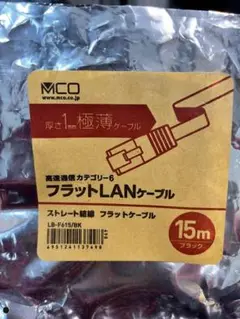 MCO
www.mco.co.jp
厚さ1mm極薄ケーブル
高速通信カテゴリー6
フラットLANケーブル
ストレート結線 フラットケーブル
15m
ブラック
LB-F615/BK